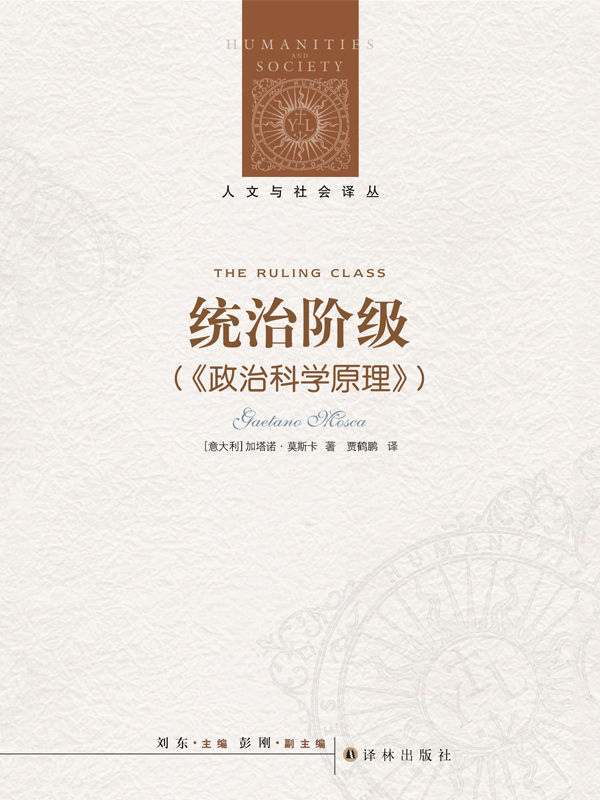 HUMANITIES
AND
SOCIETY
Y L
人文与社会译丛
THE RULING CLASS
统治阶级
(《政治科学原理》)
Gaetano Mosca
[意大利] 加塔诺·莫斯卡 著 贾鹤鹏 译
HUMANITIES
YL
刘东·主编 彭刚·副主编
译林出版社